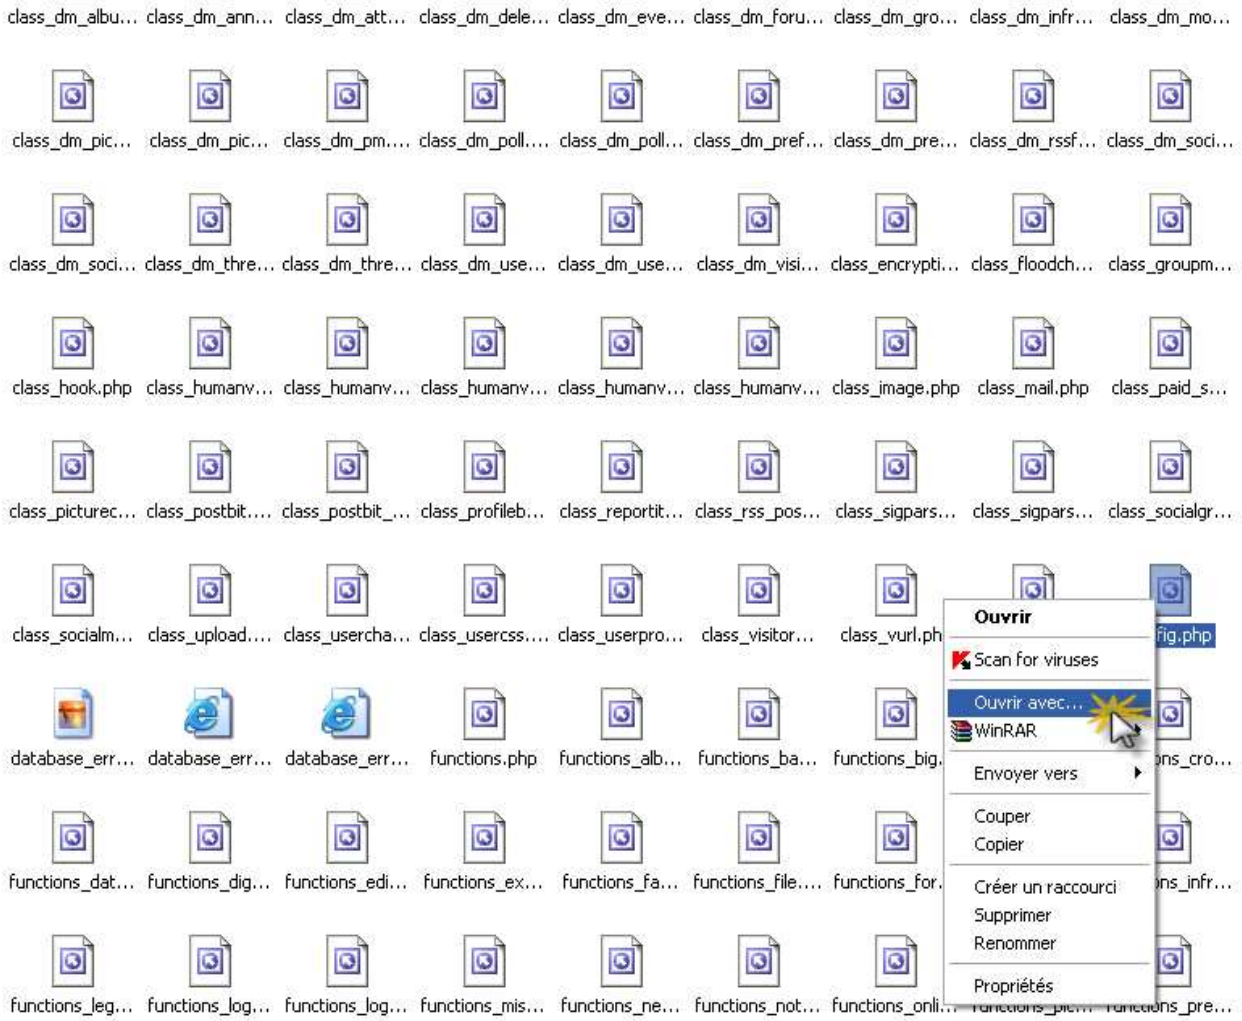 class_dm_albu... class_dm_ann... class_dm_att... class_dm_dele... class_dm_eve... class_dm_foru... class_dm_gro... class_dm_infr... class_dm_mo...
class_dm_pic... class_dm_pic... class_dm_pm.... class_dm_poll.... class_dm_poll... class_dm_pref... class_dm_pre... class_dm_rssf... class_dm_soci...
class_dm_soci... class_dm_thre... class_dm_thre... class_dm_use... class_dm_use... class_dm_visi... class_encrypti... class_floodch... class_groupm...
class_hook.php class_humanv... class_humanv... class_humanv... class_humanv... class_humanv... class_image.php class_mail.php class_paid_s...
class_picturec... class_postbit.... class_postbit_... class_profileb... class_reportit... class_rss_pos... class_sigpars... class_sigpars... class_socialgr...
class_socialm... class_upload.... class_usercha... class_usercss.... class_userpro... class_visitor... class_vurl.ph fig.php
Ouvrir
Scan for viruses
Ouvrir avec...
WinRAR
Envoyer vers
Couper
Copier
Créer un raccourci
Supprimer
Renommer
Propriétés
database_err... database_err... database_err... functions.php functions_alb... functions_ba... functions_big. ons_cro...
functions_dat... functions_dig... functions_edi... functions_ex... functions_fa... functions_file.... functions_for. ons_infr...
functions_leg... functions_log... functions_log... functions_mis... functions_ne... functions_not... functions_onli... functions_pic... functions_pre...